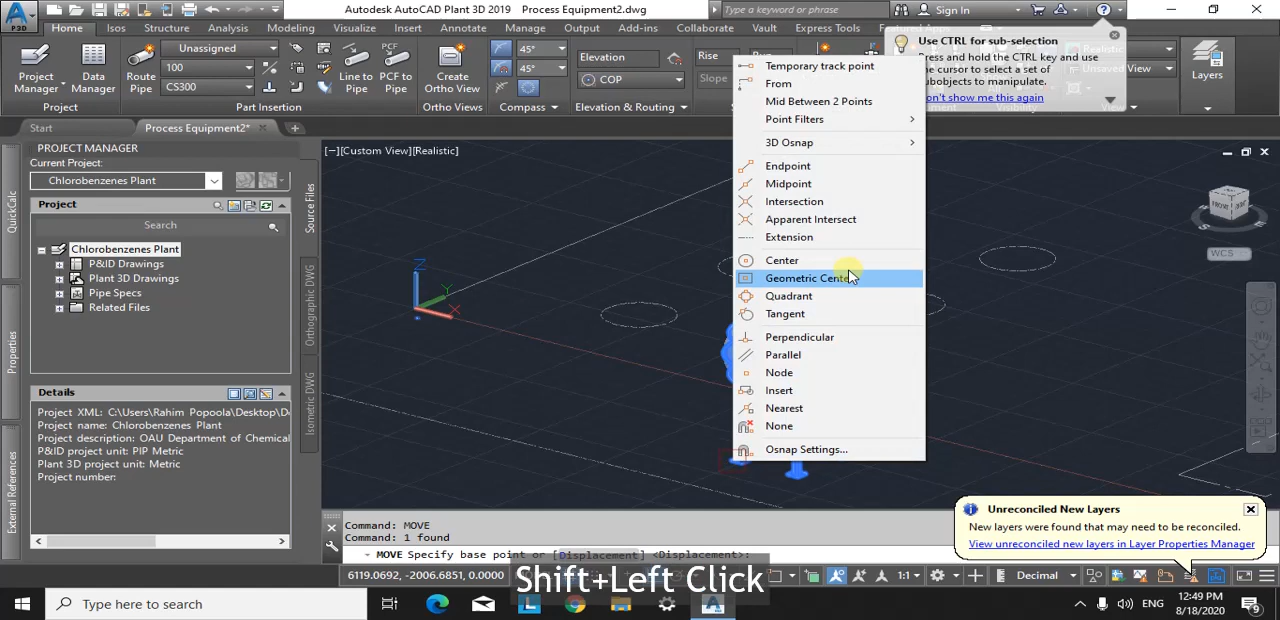 Autodesk AutoCAD Plant 3D 2019 Process Equipment2.dwg
Type a keyword or phrase
Sign In
P3D
Home Isos Structure Analysis Visualize Insert Annotate Manage Output Add-ins Collaborate Vault Express Tools Featured Apps
Project Manager
Data Manager
Project
Route Pipe
Unassigned
100
CS300
Part Insertion
Line to Pipe
PCF to Pipe
Create Ortho View
Ortho Views
45°
45°
Compass
Elevation
COP
Elevation & Routing
Rise
Slope
Realistic
Unsaved View
Layers
Use CTRL for sub-selection
Press and hold the CTRL key and use
the cursor to select a set of
subobjects to manipulate.
Don't show me this again
Start
Process Equipment2*
PROJECT MANAGER
Current Project:
Chlorobenzenes Plant
Project
Search
Chlorobenzenes Plant
P&ID Drawings
Plant 3D Drawings
Pipe Specs
Related Files
Details
Project XML: C:\Users\Rahim Popoola\Desktop\D
Project name: Chlorobenzenes Plant
Project description: OAU Department of Chemical
P&ID project unit: PIP Metric
Plant 3D project unit: Metric
Project number:
QuickCalc
Properties
External References
Source Files
Orthographic DWG
Isometric DWG
[−][Custom View][Realistic]
Z
Y
X
Temporary track point
From
Mid Between 2 Points
Point Filters
3D Osnap
Endpoint
Midpoint
Intersection
Apparent Intersect
Extension
Center
Geometric Center
Quadrant
Tangent
Perpendicular
Parallel
Node
Insert
Nearest
None
Osnap Settings...
FRONT
N
S
WCS
Command: MOVE
Command: 1 found
MOVE Specify base point or [Displacement] <Displacement>:
Unreconciled New Layers
New layers were found that may need to be reconciled.
View unreconciled new layers in Layer Properties Manager
6119.0692, -2006.6851, 0.0000
1:1
Decimal
Shift+Left Click
Type here to search
ENG
12:49 PM
8/18/2020
9